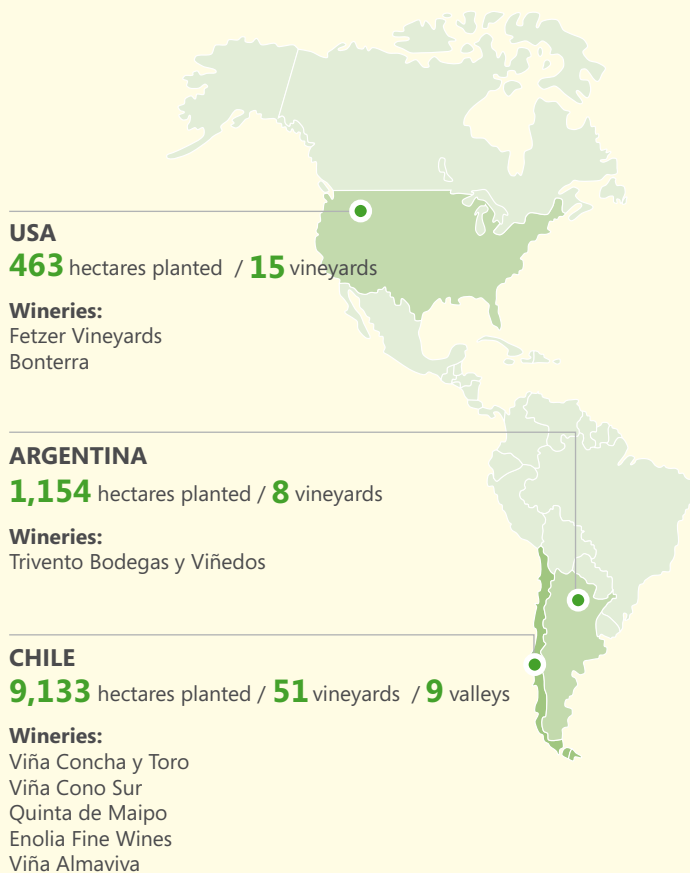 USA
463 hectares planted / 15 vineyards
Wineries:
Fetzer Vineyards
Bonterra
ARGENTINA
1,154 hectares planted / 8 vineyards
Wineries:
Trivento Bodegas y Viñedos
CHILE
9,133 hectares planted / 51 vineyards / 9 valleys
Wineries:
Viña Concha y Toro
Viña Cono Sur
Quinta de Maipo
Enolia Fine Wines
Viña Almaviva